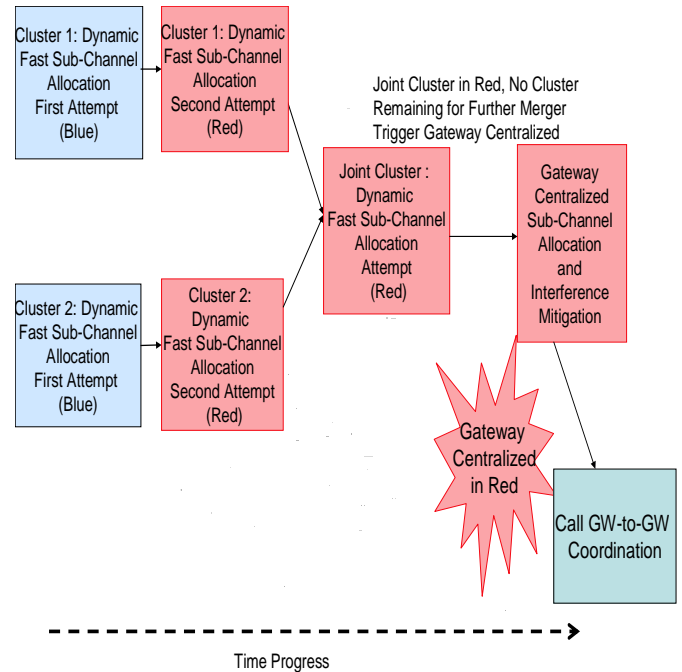 Cluster 1: Dynamic
Fast Sub-Channel
Allocation
First Attempt
(Blue)
Cluster 1: Dynamic
Fast Sub-Channel
Allocation
Second Attempt
(Red)
Joint Cluster in Red, No Cluster
Remaining for Further Merger
Trigger Gateway Centralized
Joint Cluster :
Dynamic
Fast Sub-Channel
Allocation
Attempt
(Red)
Gateway
Centralized
Sub-Channel
Allocation
and
Interference
Mitigation
Cluster 2: Dynamic
Fast Sub-Channel
Allocation
First Attempt
(Blue)
Cluster 2:
Dynamic
Fast Sub-Channel
Allocation
Second Attempt
(Red)
Gateway
Centralized
in Red
Call GW-to-GW
Coordination
Time Progress